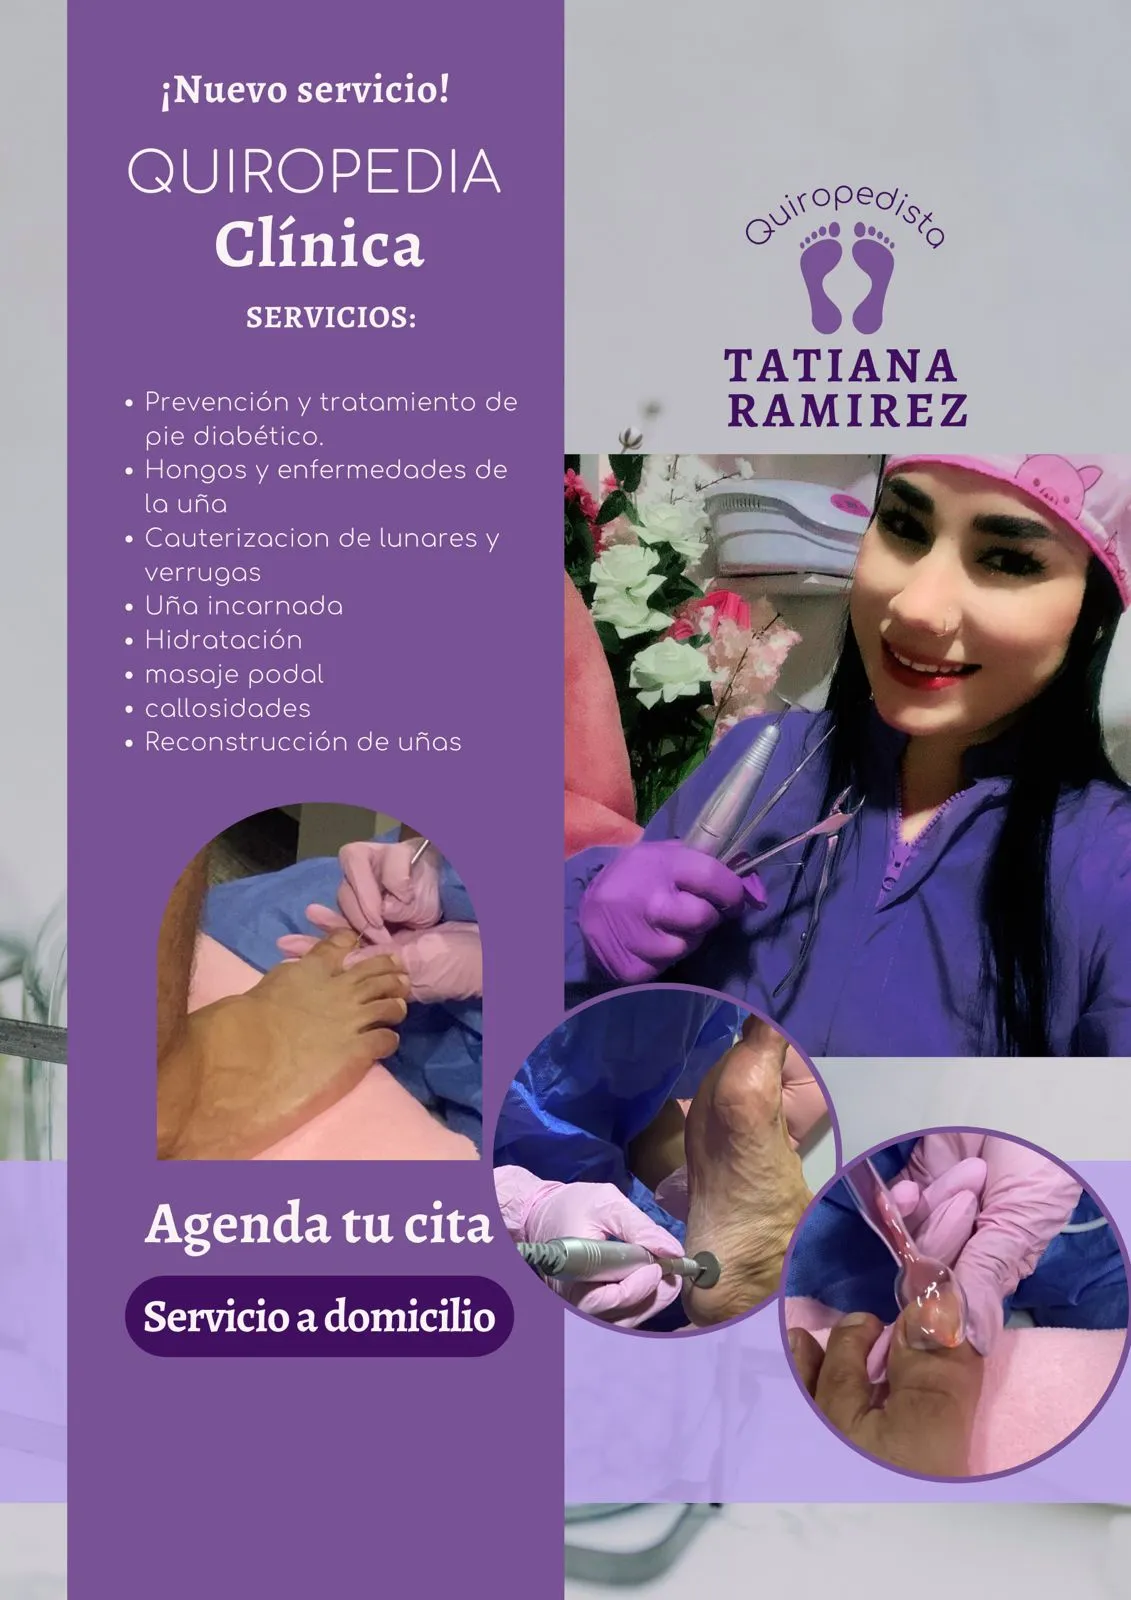 ¡Nuevo servicio!
QUIROPEDIA
Clínica
SERVICIOS:
• Prevención y tratamiento de
pie diabético.
• Hongos y enfermedades de
la uña
• Cauterizacion de lunares y
verrugas
• Uña incarnada
• Hidratación
• masaje podal
• callosidades
• Reconstrucción de uñas
Agenda tu cita
Servicio a domicilio
Quiropedista
TATIANA
RAMIREZ